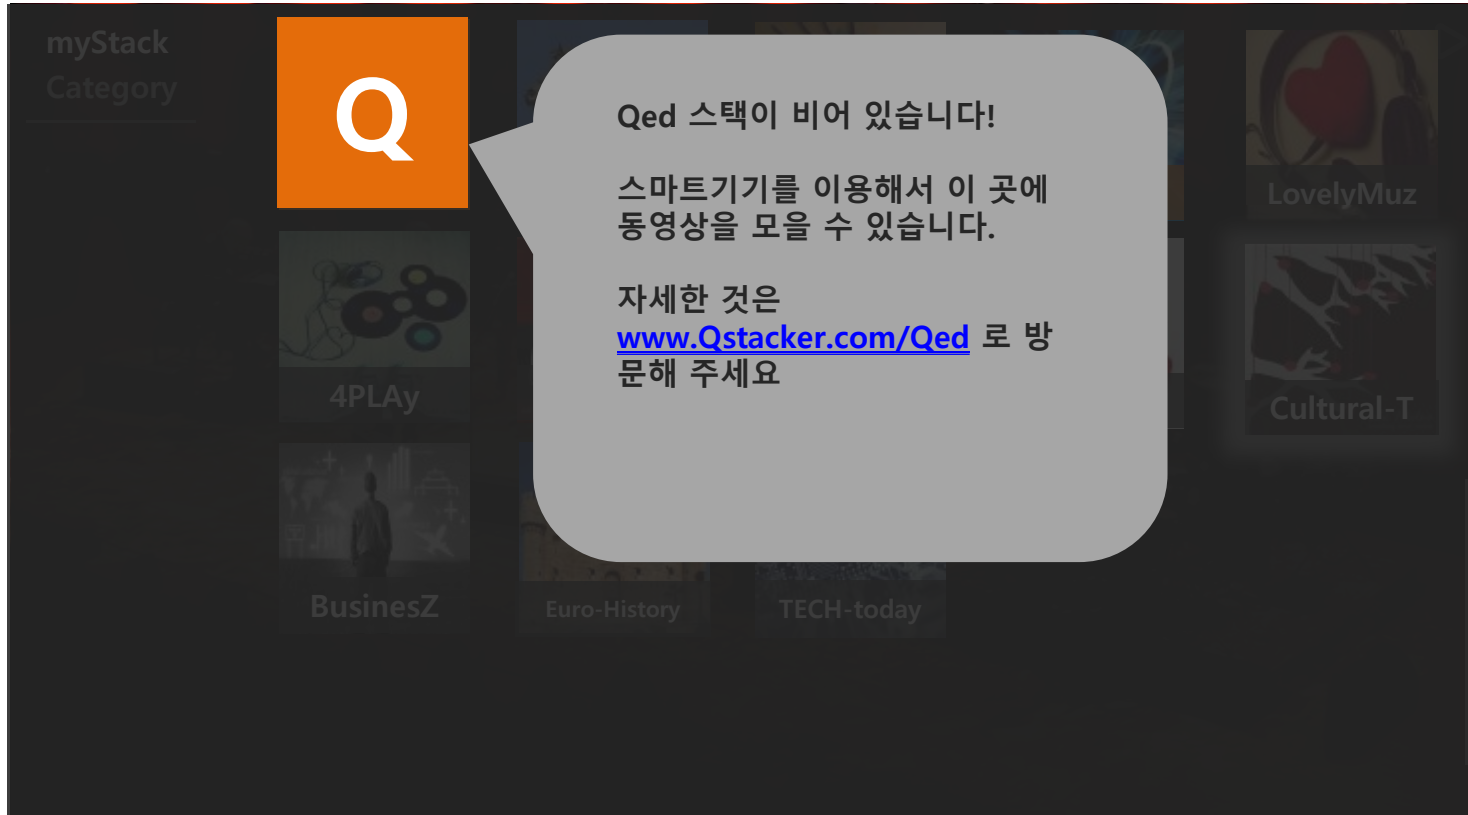 myStack
Category
Q
Qed 스택이 비어 있습니다!
스마트기기를 이용해서 이 곳에
동영상을 모을 수 있습니다.
자세한 것은
www.Qstacker.com/Qed 로 방
문해 주세요
LovelyMuz
4PLAy
Cultural-T
BusinesZ
Euro-History
TECH-today